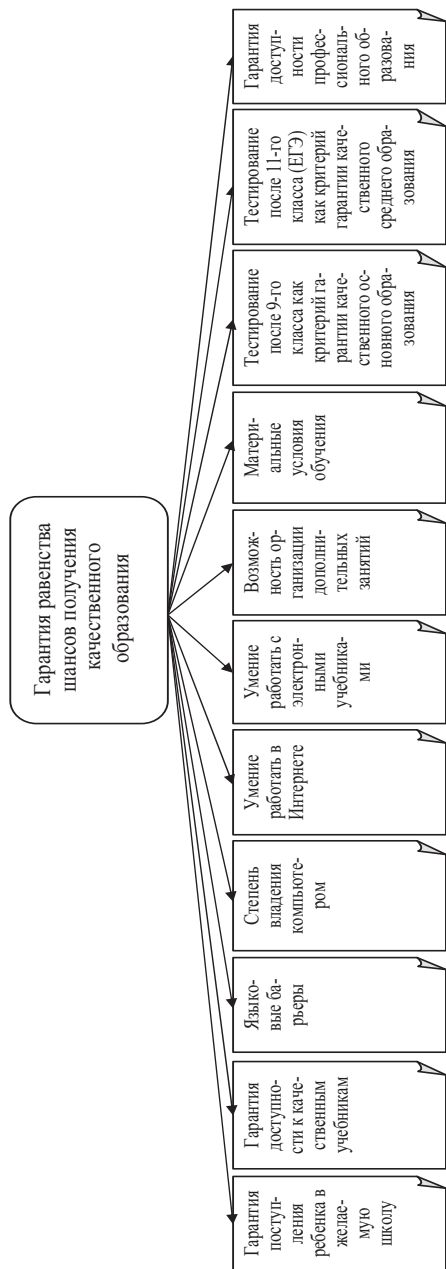 Гарантия равенства
шансов получения
качественного
образования
Гарантия
поступ-
ления
ребенка в
желае-
мую
школу
Гарантия
доступно-
сти к каче-
ственным
учебникам
Языко-
вые ба-
рьеры
Степень
владения
компьюте-
ром
Умение
работать в
Интернете
Умение
работать с
электрон-
ными
учебника-
ми
Возмож-
ность ор-
ганизации
дополни-
тельных
занятий
Матери-
альные
условия
обучения
Тестирование
после 9-го
класса как
критерий га-
рантии каче-
ственного ос-
новного обра-
зования
Тестирование
после 11-го
класса (ЕГЭ)
как критерий
гарантии каче-
ственного
среднего обра-
зования
Гарантия
доступ-
ности
профес-
сиональ-
ного об-
разова-
ния